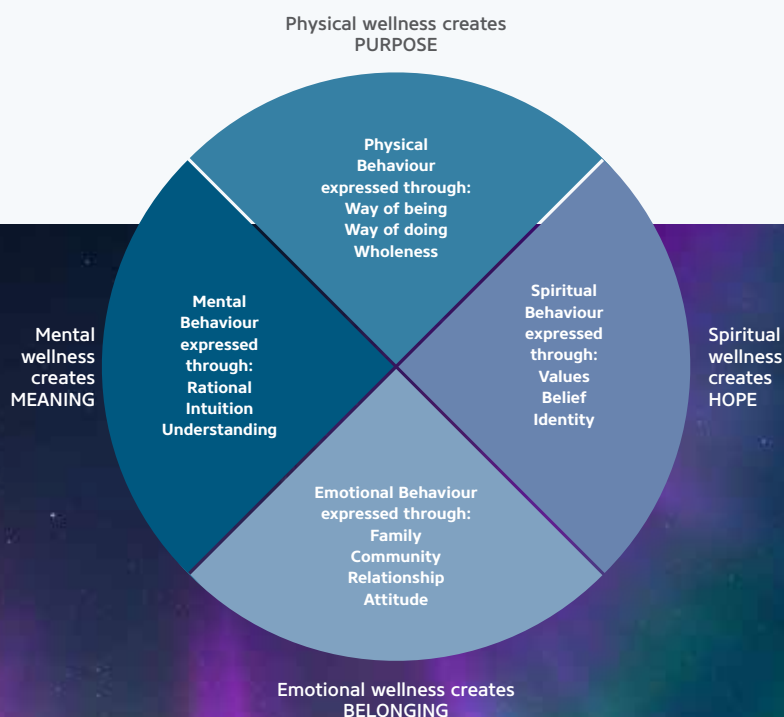 Physical wellness creates
PURPOSE
Physical
Behaviour
expressed through:
Way of being
Way of doing
Wholeness
Mental
wellness
creates
MEANING
Mental
Behaviour
expressed
through:
Rational
Intuition
Understanding
Spiritual
Behaviour
expressed
through:
Values
Belief
Identity
Spiritual
wellness
creates
HOPE
Emotional Behaviour
expressed through:
Family
Community
Relationship
Attitude
Emotional wellness creates
BELONGING